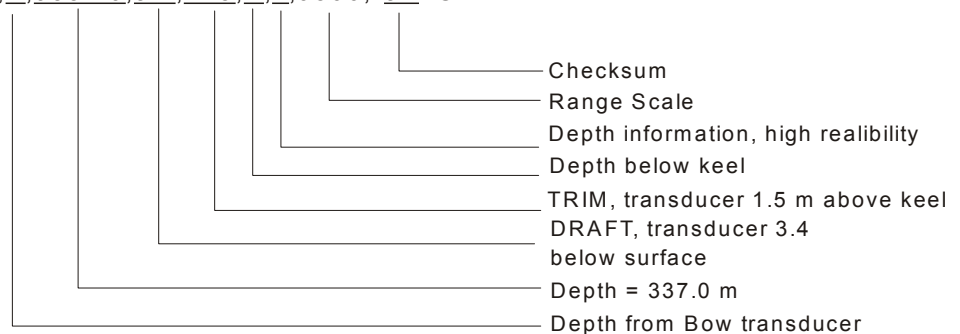 Checksum
Range Scale
Depth information, high realibility
Depth below keel
TRIM, transducer 1.5 m above keel
DRAFT, transducer 3.4
below surface
Depth = 337.0 m
Depth from Bow transducer